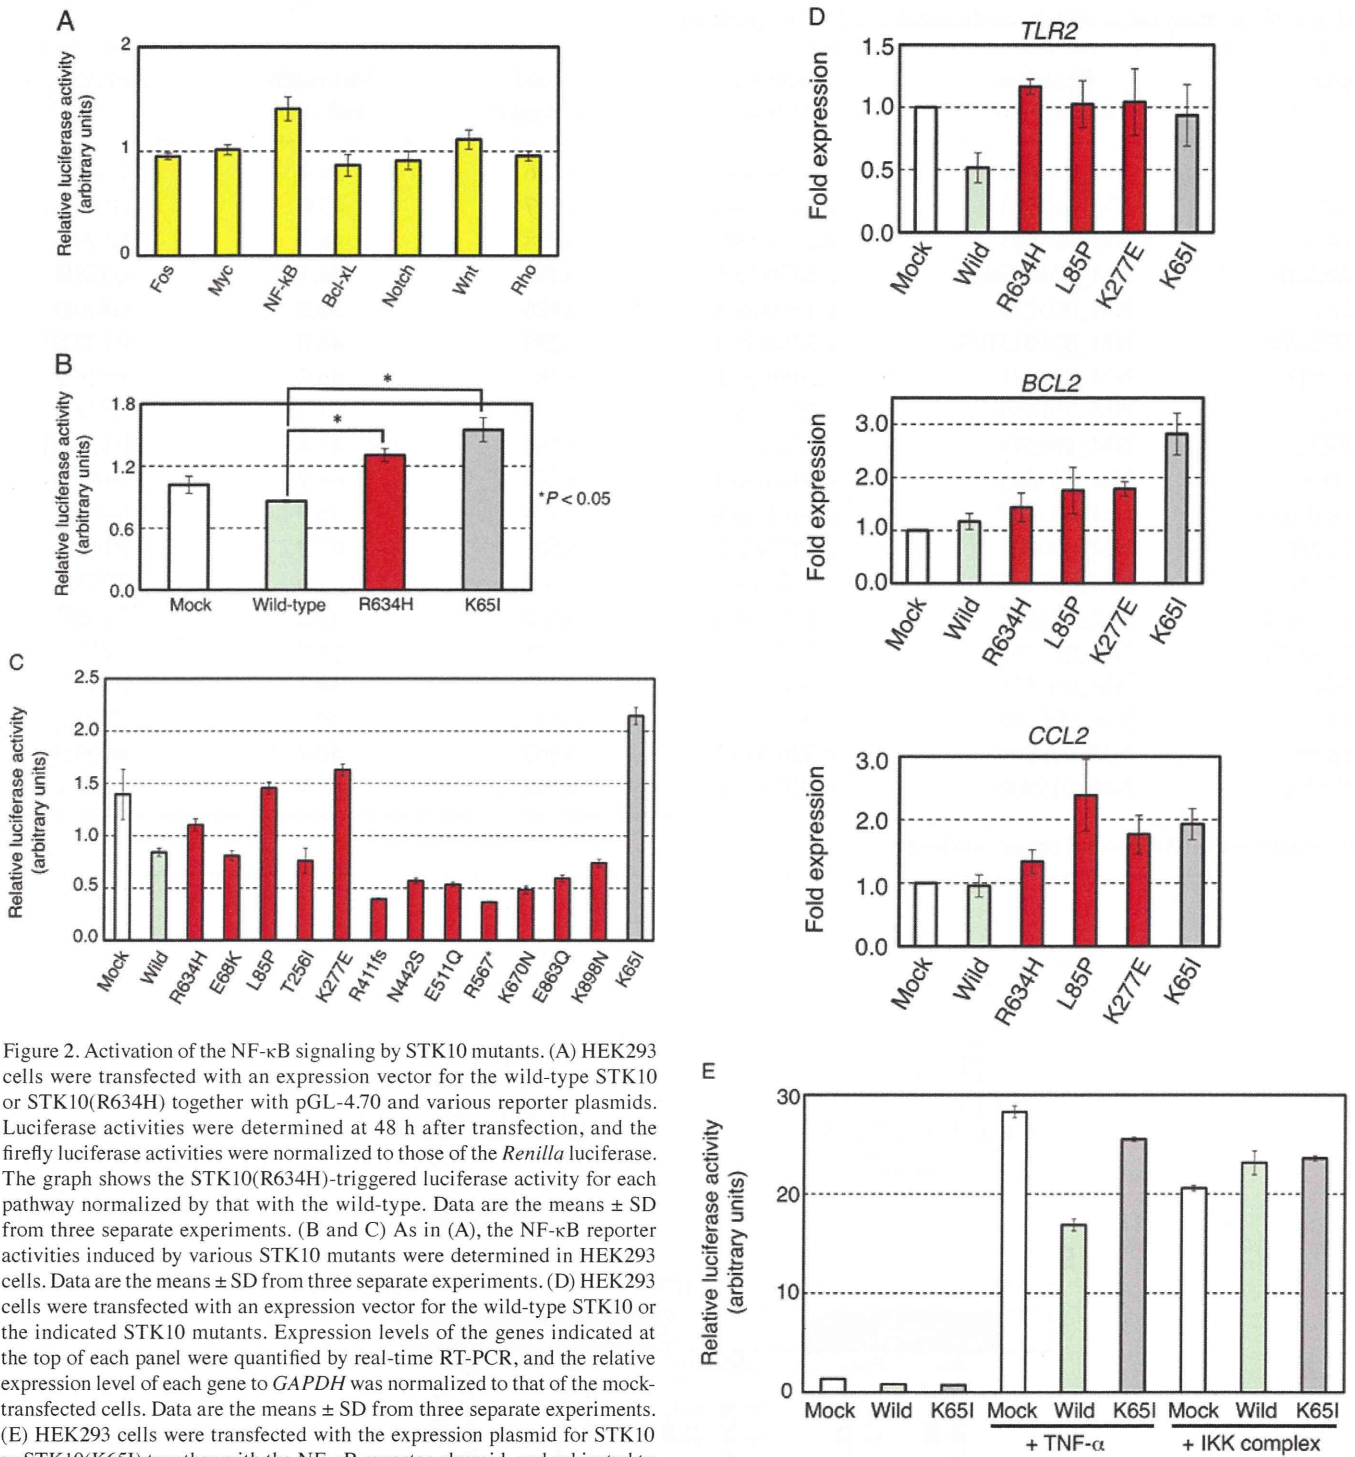 A
Relative luciferase activity
(arbitrary units)
2
1
0
Fos
Myc
NF-kB
Bcl-xL
Notch
Wnt
Rho
B
Relative luciferase activity
(arbitrary units)
1.8
1.2
0.6
0.0
*
*
*P < 0.05
Mock
Wild-type
R634H
K65I
C
Relative luciferase activity
(arbitrary units)
2.5
2.0
1.5
1.0
0.5
0.0
Mock
Wild
R634H
E68K
L85P
T256I
K277E
R411fs
N442S
E511Q
R567*
K670N
E863Q
K898N
K65I
Figure 2. Activation of the NF-κB signaling by STK10 mutants. (A) HEK293
cells were transfected with an expression vector for the wild-type STK10
or STK10(R634H) together with pGL-4.70 and various reporter plasmids.
Luciferase activities were determined at 48 h after transfection, and the
firefly luciferase activities were normalized to those of the Renilla luciferase.
The graph shows the STK10(R634H)-triggered luciferase activity for each
pathway normalized by that with the wild-type. Data are the means ± SD
from three separate experiments. (B and C) As in (A), the NF-κB reporter
activities induced by various STK10 mutants were determined in HEK293
cells. Data are the means ± SD from three separate experiments. (D) HEK293
cells were transfected with an expression vector for the wild-type STK10 or
the indicated STK10 mutants. Expression levels of the genes indicated at
the top of each panel were quantified by real-time RT-PCR, and the relative
expression level of each gene to GAPDH was normalized to that of the mock-
transfected cells. Data are the means ± SD from three separate experiments.
(E) HEK293 cells were transfected with the expression plasmid for STK10
D
TLR2
Fold expression
1.5
1.0
0.5
0.0
Mock
Wild
R634H
L85P
K277E
K65I
BCL2
Fold expression
3.0
2.0
1.0
0.0
Mock
Wild
R634H
L85P
K277E
K65I
CCL2
Fold expression
3.0
2.0
1.0
0.0
Mock
Wild
R634H
L85P
K277E
K65I
E
Relative luciferase activity
(arbitrary units)
30
20
10
0
Mock Wild K65I Mock Wild K65I Mock Wild K65I
+ TNF-α
+ IKK complex